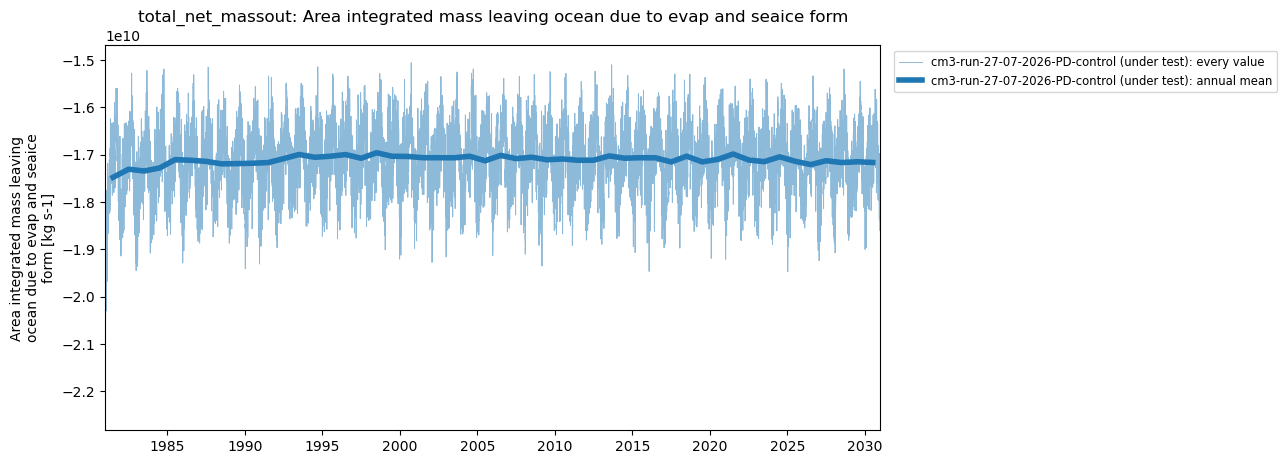 total_net_massout: Area integrated mass leaving ocean due to evap and seaice form
1e10
−1.5
−1.6
−1.7
−1.8
−1.9
−2.0
−2.1
−2.2
Area integrated mass leaving
ocean due to evap and seaice
form [kg s-1]
1985
1990
1995
2000
2005
2010
2015
2020
2025
2030
cm3-run-27-07-2026-PD-control (under test): every value
cm3-run-27-07-2026-PD-control (under test): annual mean